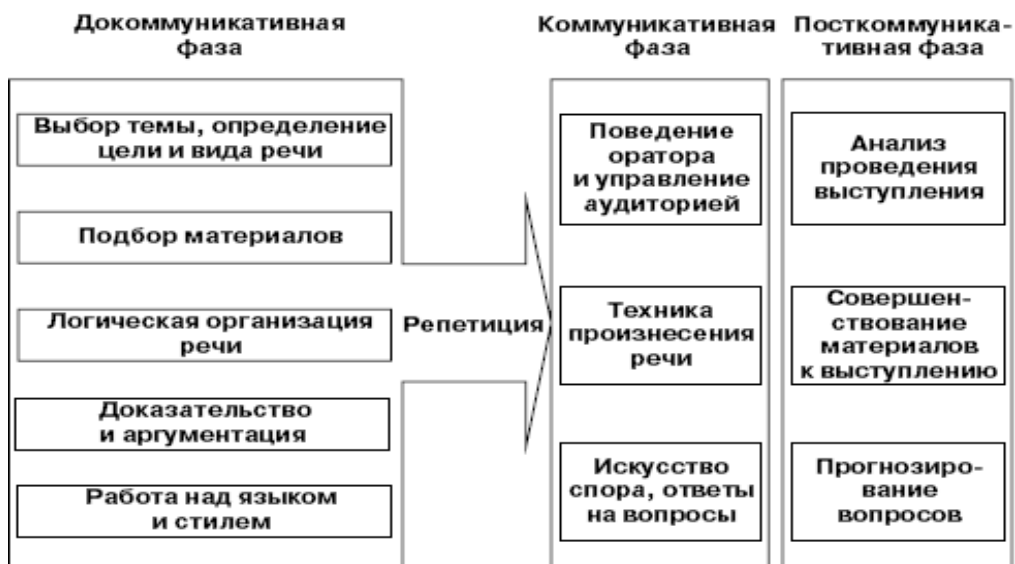 Докоммуникативная
фаза
Выбор темы, определение
цели и вида речи
Подбор материалов
Логическая организация
речи
Доказательство
и аргументация
Работа над языком
и стилем
Репетиция
Коммуникативная
фаза
Поведение
оратора
и управление
аудиторией
Техника
произнесения
речи
Искусство
спора, ответы
на вопросы
Посткоммуника-
тивная фаза
Анализ
проведения
выступления
Совершен-
ствование
материалов
к выступлению
Прогнозиро-
вание
вопросов